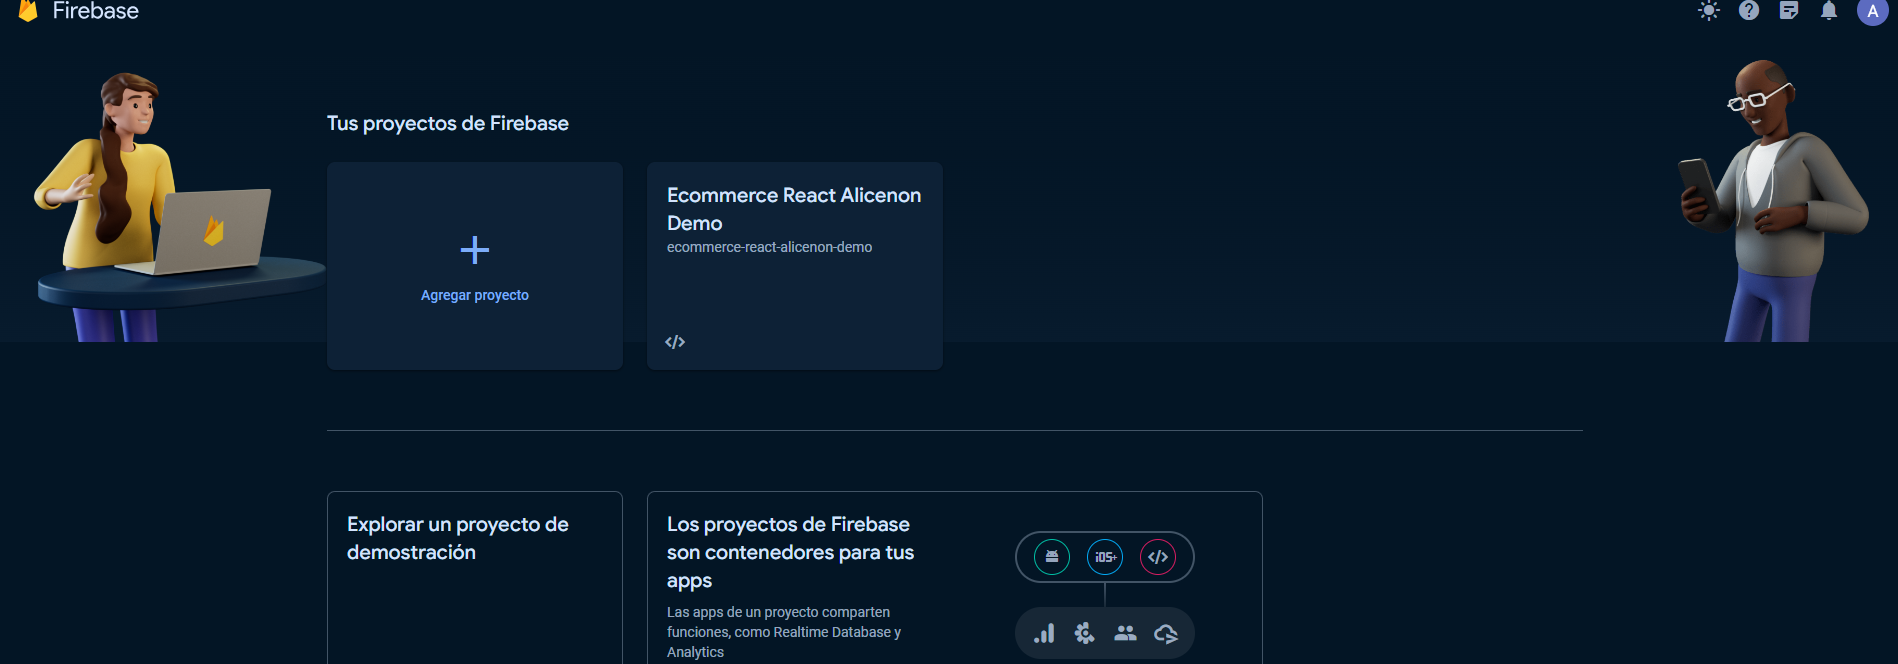 Firebase
A
Tus proyectos de Firebase
Agregar proyecto
Ecommerce React Alicenon
Demo
ecommerce-react-alicenon-demo
</>
Explorar un proyecto de
demostración
Los proyectos de Firebase
son contenedores para tus
apps
Las apps de un proyecto comparten
funciones, como Realtime Database y
Analytics
iOS+
</>